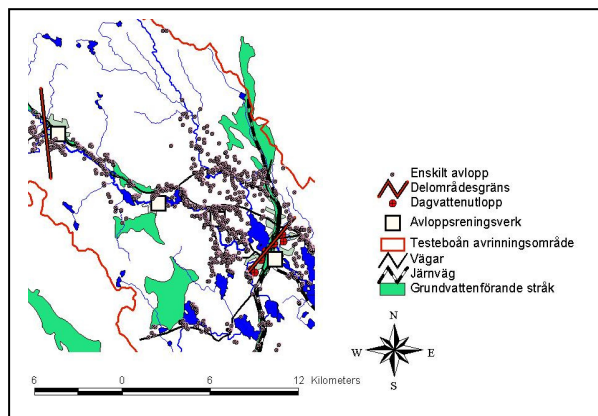 Enskilt avlopp
Delområdesgräns
Dagvattenutlopp
Avloppsreningsverk
Testeboån avrinningsområde
Vägar
Järnväg
Grundvattenförande stråk
N
W E
S
6 0 6 12 Kilometers